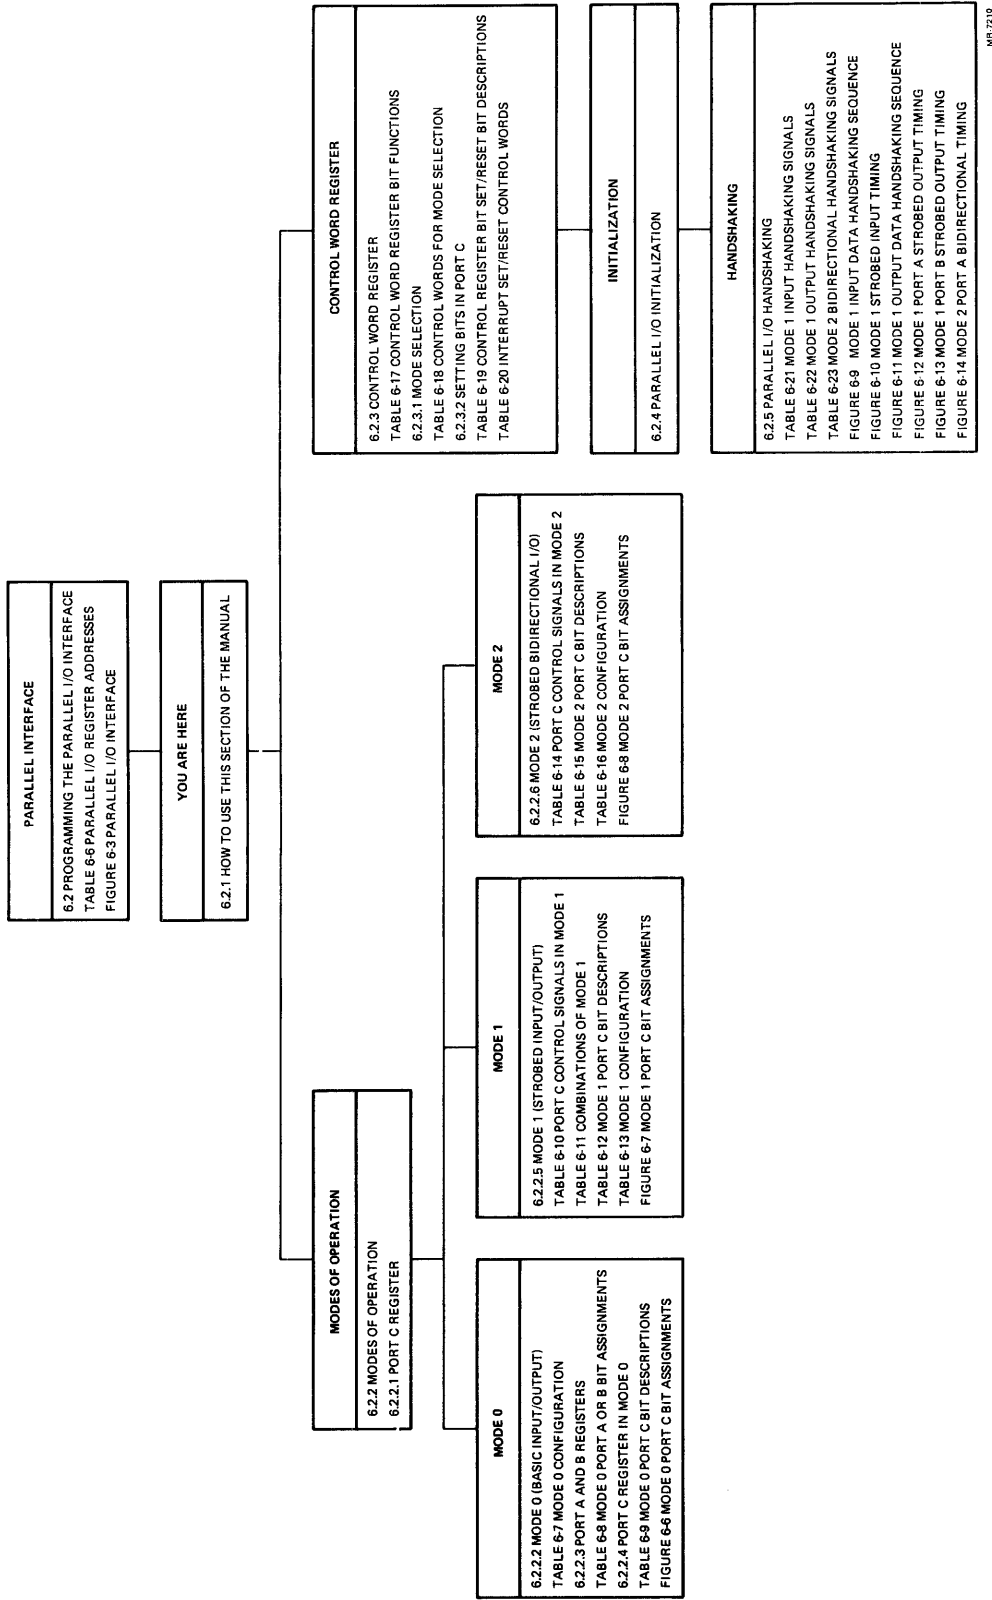 PARALLEL INTERFACE
6.2 PROGRAMMING THE PARALLEL I/O INTERFACE
TABLE 6-6 PARALLEL I/O REGISTER ADDRESSES
FIGURE 6-3 PARALLEL I/O INTERFACE
YOU ARE HERE
6.2.1 HOW TO USE THIS SECTION OF THE MANUAL
MODES OF OPERATION
6.2.2 MODES OF OPERATION
6.2.2.1 PORT C REGISTER
MODE 0
6.2.2.2 MODE 0 (BASIC INPUT/OUTPUT)
TABLE 6-7 MODE 0 CONFIGURATION
6.2.2.3 PORT A AND B REGISTERS
TABLE 6-8 MODE 0 PORT A OR B BIT ASSIGNMENTS
6.2.2.4 PORT C REGISTER IN MODE 0
TABLE 6-9 MODE 0 PORT C BIT DESCRIPTIONS
FIGURE 6-6 MODE 0 PORT C BIT ASSIGNMENTS
MODE 1
6.2.2.5 MODE 1 (STROBED INPUT/OUTPUT)
TABLE 6-10 PORT C CONTROL SIGNALS IN MODE 1
TABLE 6-11 COMBINATIONS OF MODE 1
TABLE 6-12 MODE 1 PORT C BIT DESCRIPTIONS
TABLE 6-13 MODE 1 CONFIGURATION
FIGURE 6-7 MODE 1 PORT C BIT ASSIGNMENTS
MODE 2
6.2.2.6 MODE 2 (STROBED BIDIRECTIONAL I/O)
TABLE 6-14 PORT C CONTROL SIGNALS IN MODE 2
TABLE 6-15 MODE 2 PORT C BIT DESCRIPTIONS
TABLE 6-16 MODE 2 CONFIGURATION
FIGURE 6-8 MODE 2 PORT C BIT ASSIGNMENTS
CONTROL WORD REGISTER
6.2.3 CONTROL WORD REGISTER
TABLE 6-17 CONTROL WORD REGISTER BIT FUNCTIONS
6.2.3.1 MODE SELECTION
TABLE 6-18 CONTROL WORDS FOR MODE SELECTION
6.2.3.2 SETTING BITS IN PORT C
TABLE 6-19 CONTROL REGISTER BIT SET/RESET BIT DESCRIPTIONS
TABLE 6-20 INTERRUPT SET/RESET CONTROL WORDS
INITIALIZATION
6.2.4 PARALLEL I/O INITIALIZATION
HANDSHAKING
6.2.5 PARALLEL I/O HANDSHAKING
TABLE 6-21 MODE 1 INPUT HANDSHAKING SIGNALS
TABLE 6-22 MODE 1 OUTPUT HANDSHAKING SIGNALS
TABLE 6-23 MODE 2 BIDIRECTIONAL HANDSHAKING SIGNALS
FIGURE 6-9 MODE 1 INPUT DATA HANDSHAKING SEQUENCE
FIGURE 6-10 MODE 1 STROBED INPUT TIMING
FIGURE 6-11 MODE 1 OUTPUT DATA HANDSHAKING SEQUENCE
FIGURE 6-12 MODE 1 PORT A STROBED OUTPUT TIMING
FIGURE 6-13 MODE 1 PORT B STROBED OUTPUT TIMING
FIGURE 6-14 MODE 2 PORT A BIDIRECTIONAL TIMING
MR-7210